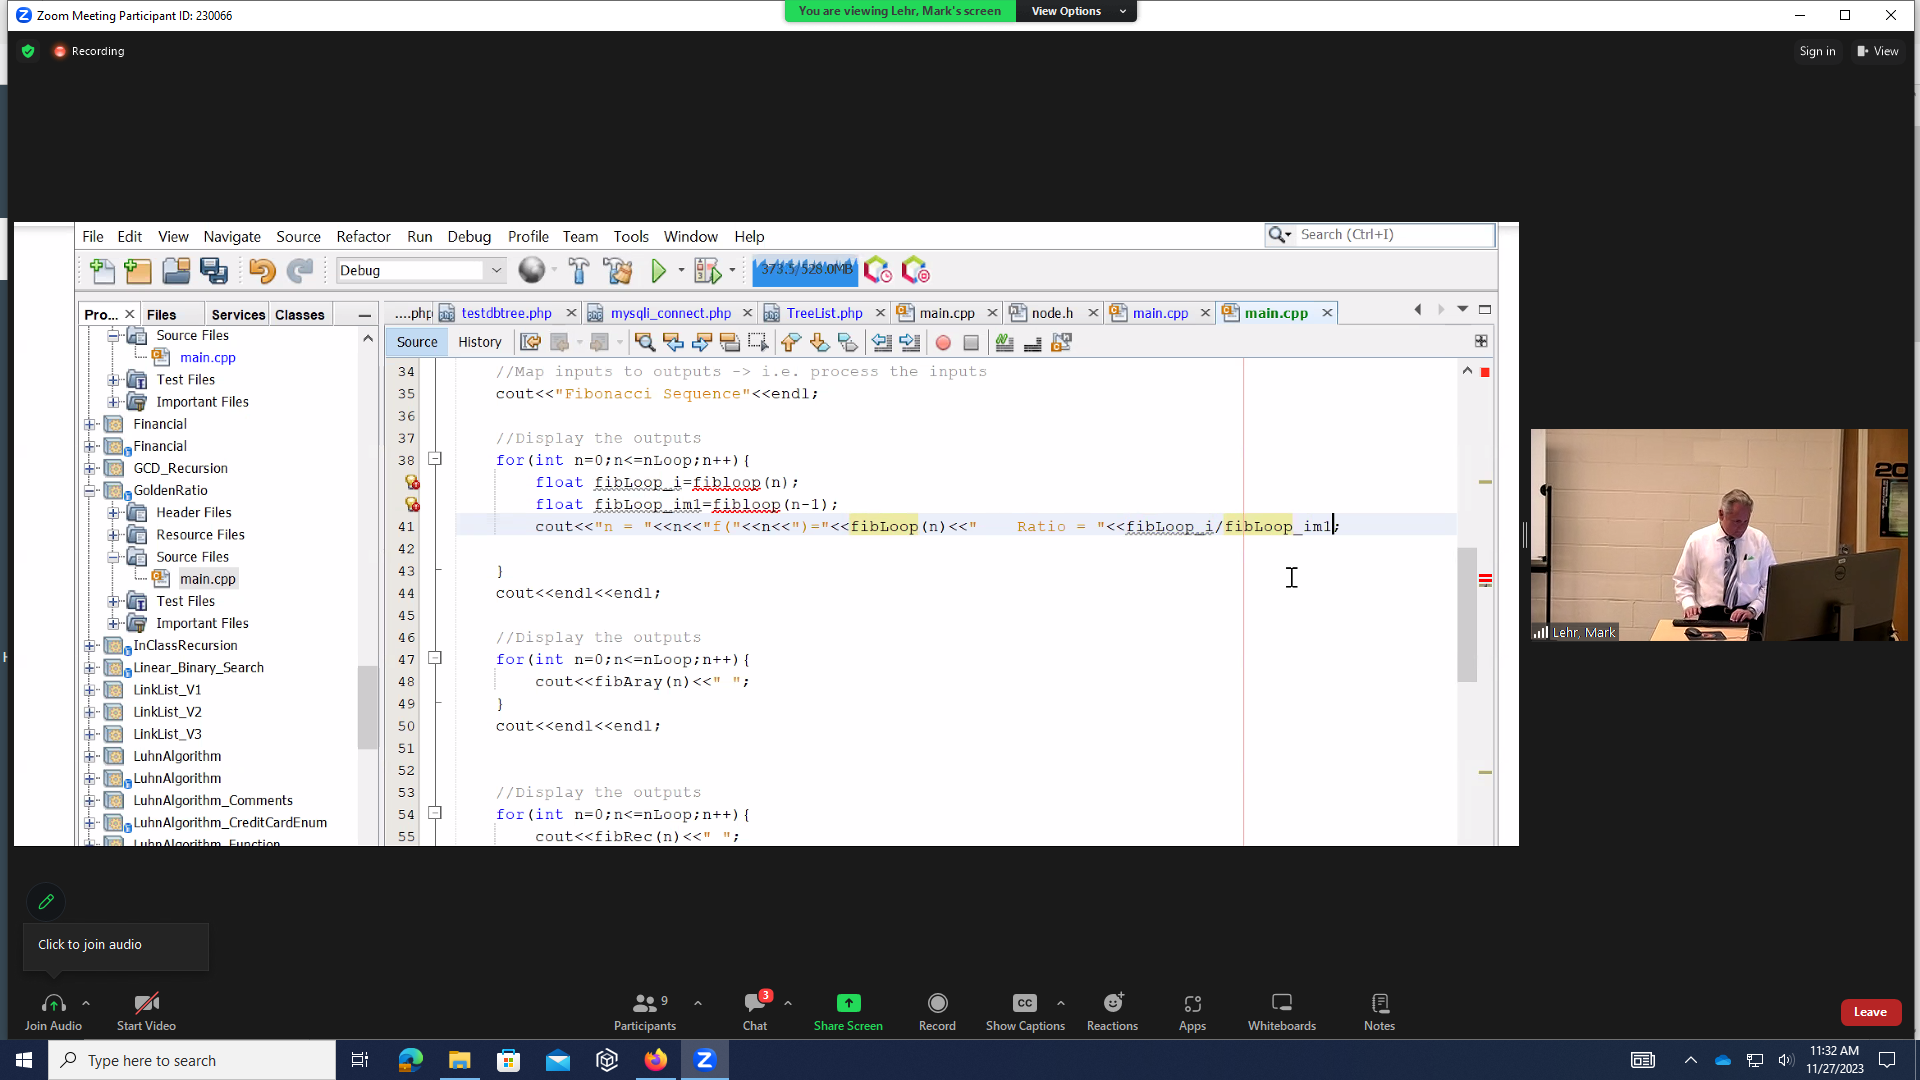 Zoom Meeting Participant ID: 230066
You are viewing Lehr, Mark's screen
View Options
Recording
Sign in
View
File Edit View Navigate Source Refactor Run Debug Profile Team Tools Window Help
Search (Ctrl+I)
Debug
373.5/528.0MB
Pro... Files Services Classes
....php testdbtree.php mysqli_connect.php TreeList.php main.cpp node.h main.cpp main.cpp
Source History
Source Files
main.cpp
Test Files
Important Files
Financial
Financial
GCD_Recursion
GoldenRatio
Header Files
Resource Files
Source Files
main.cpp
Test Files
Important Files
InClassRecursion
Linear_Binary_Search
LinkList_V1
LinkList_V2
LinkList_V3
LuhnAlgorithm
LuhnAlgorithm
LuhnAlgorithm_Comments
LuhnAlgorithm_CreditCardEnum
LuhnAlgorithm_Function
34 //Map inputs to outputs -> i.e. process the inputs
35 cout<<"Fibonacci Sequence"<<endl;
36
37 //Display the outputs
38 for(int n=0;n<=nLoop;n++){
float fibLoop_i=fibloop(n);
float fibLoop_im1=fibloop(n-1);
41 cout<<"n = "<<n<<"f("<<n<<")="<<fibLoop(n)<<"    Ratio = "<<fibLoop_i/fibLoop_im1;
42
43 }
44 cout<<endl<<endl;
45
46 //Display the outputs
47 for(int n=0;n<=nLoop;n++){
48 cout<<fibAray(n)<<" ";
49 }
50 cout<<endl<<endl;
51
52
53 //Display the outputs
54 for(int n=0;n<=nLoop;n++){
55 cout<<fibRec(n)<<" ";
20
Lehr, Mark
Click to join audio
Join Audio
Start Video
9
Participants
3
Chat
Share Screen
Record
CC
Show Captions
Reactions
Apps
Whiteboards
Notes
Leave
Type here to search
11:32 AM
11/27/2023